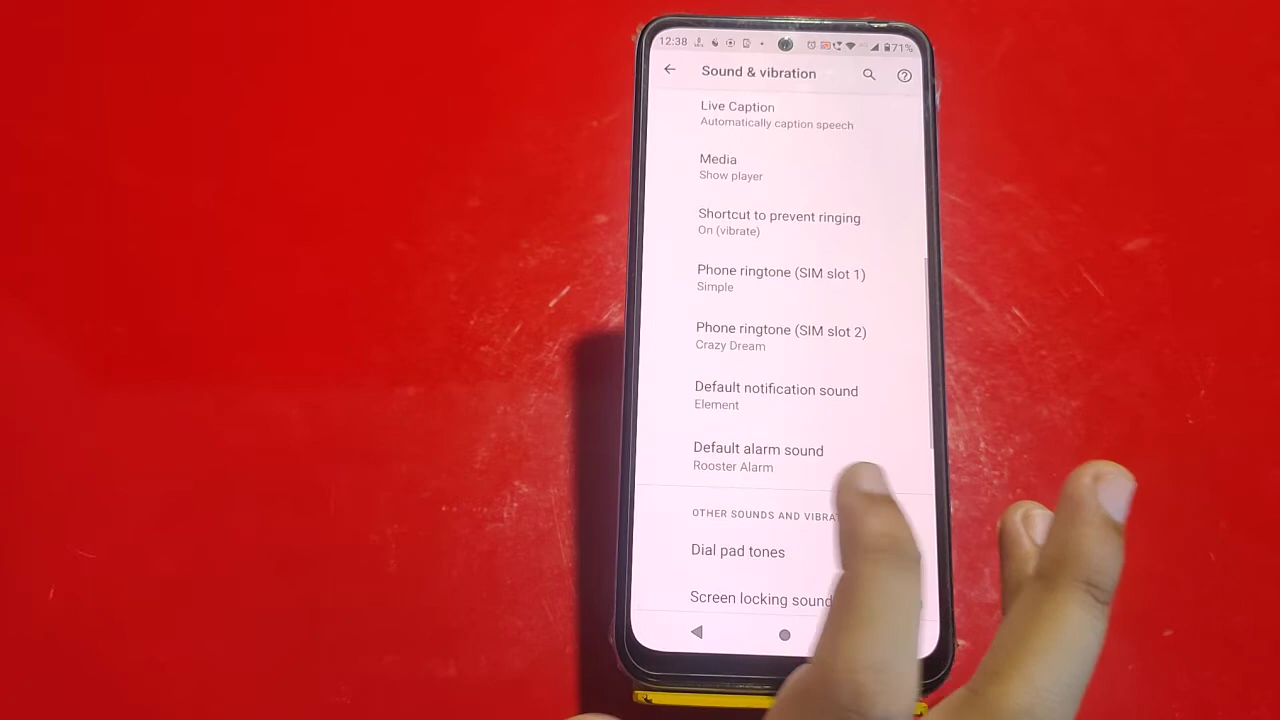 12:38
71%
Sound & vibration
Live Caption
Automatically caption speech
Media
Show player
Shortcut to prevent ringing
On (vibrate)
Phone ringtone (SIM slot 1)
Simple
Phone ringtone (SIM slot 2)
Crazy Dream
Default notification sound
Element
Default alarm sound
Rooster Alarm
OTHER SOUNDS AND VIBRA
Dial pad tones
Screen locking sound